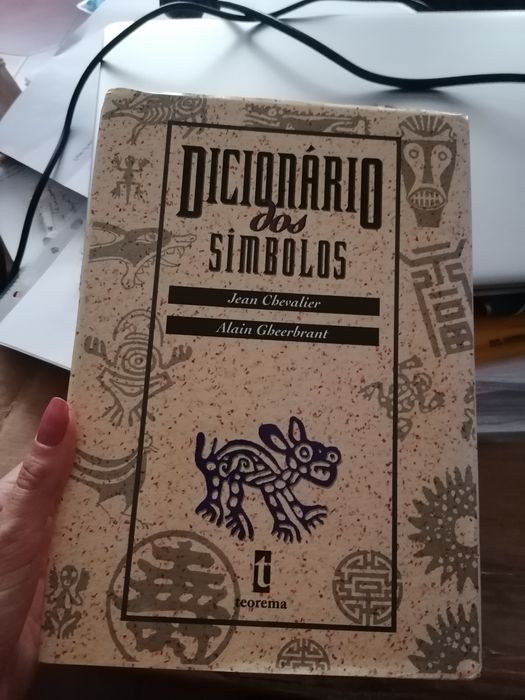 DICIONÁRIO
dos
SÍMBOLOS
Jean Chevalier
Alain Gheerbrant
t
teorema